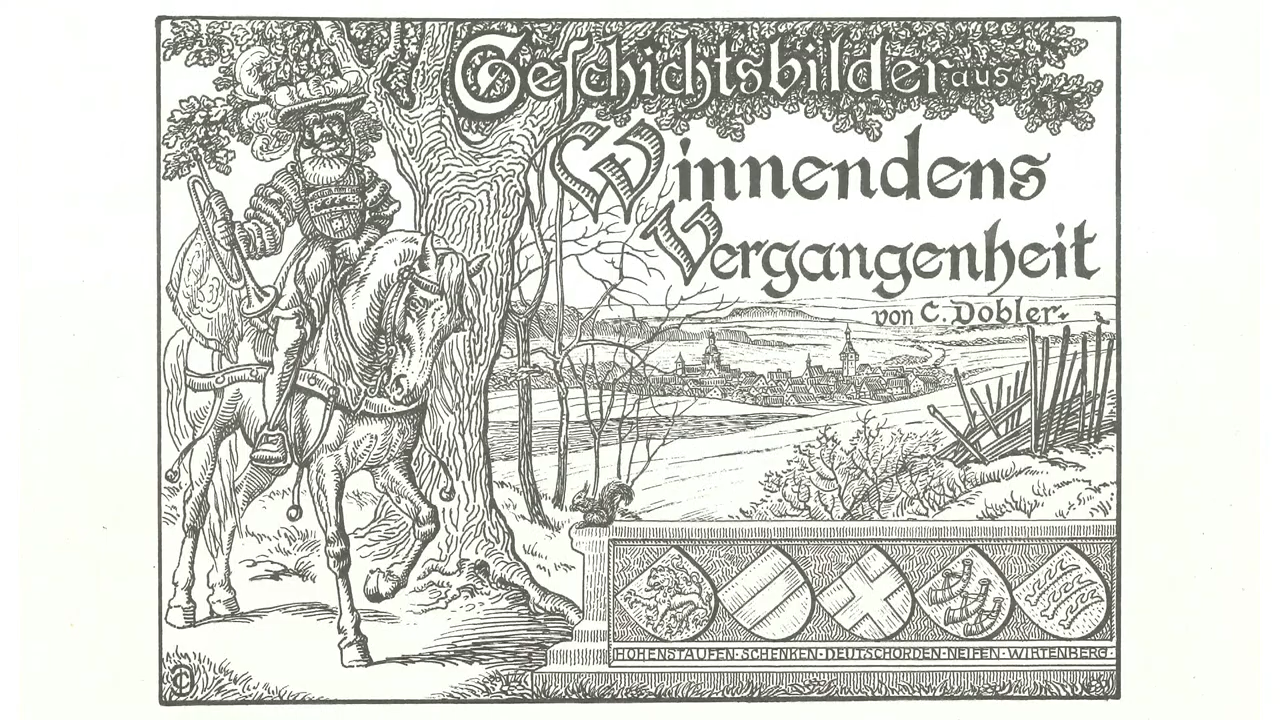 Geſchichtsbilder aus
Winnendens
Vergangenheit
von C. Dobler.
HOHENSTAUFEN·SCHENKEN·DEUTSCHORDEN·NEIFEN·WIRTENBERG·